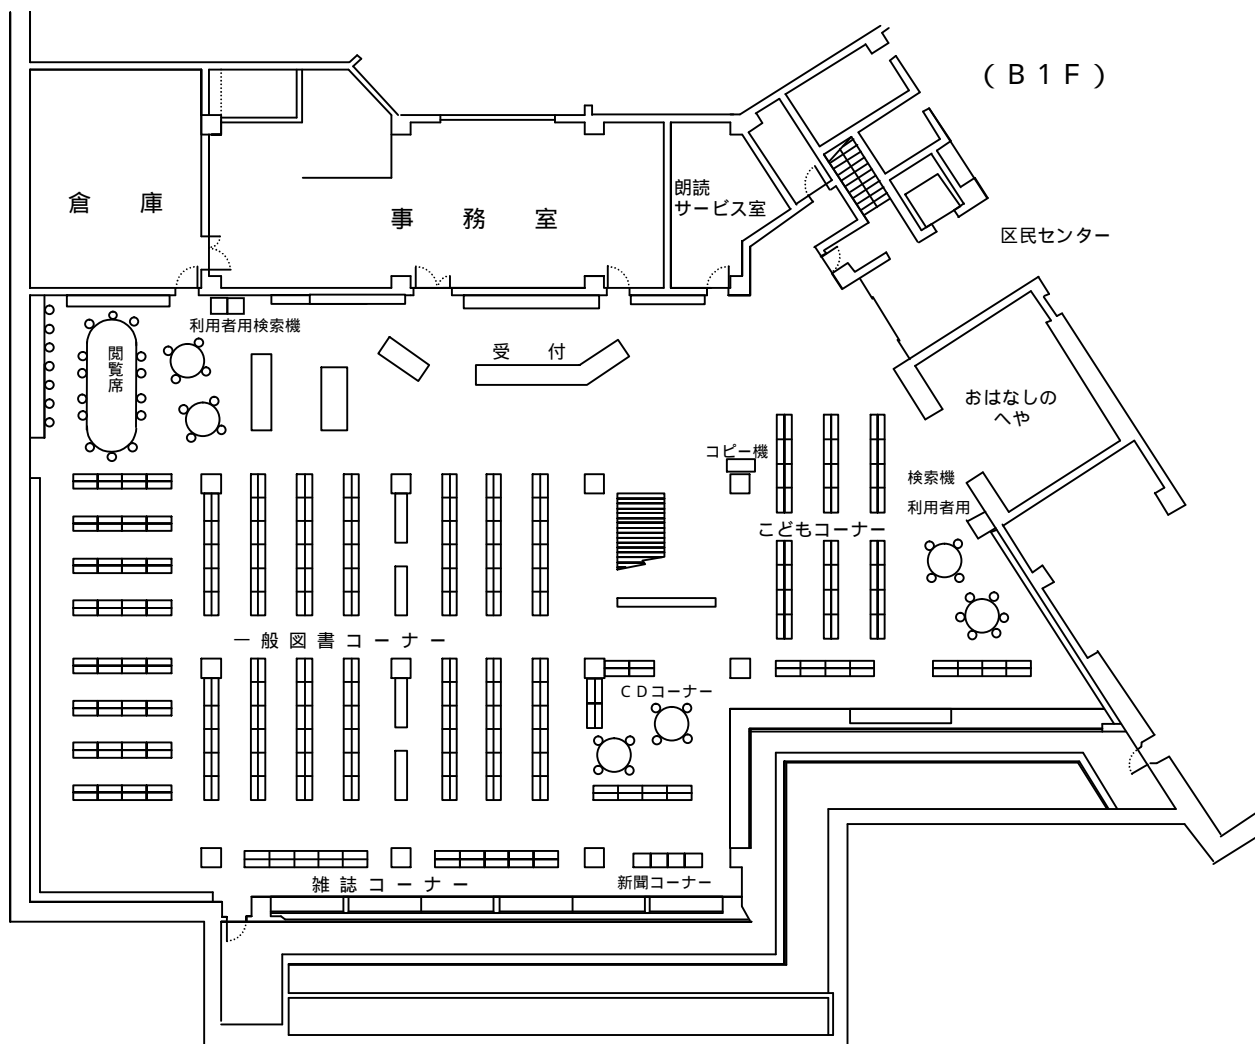 (B1F)
倉庫
事務室
朗読
サービス室
区民センター
利用者用検索機
閲覧席
受付
おはなしの
へや
コピー機
検索機
利用者用
こどもコーナー
一般図書コーナー
CDコーナー
雑誌コーナー
新聞コーナー